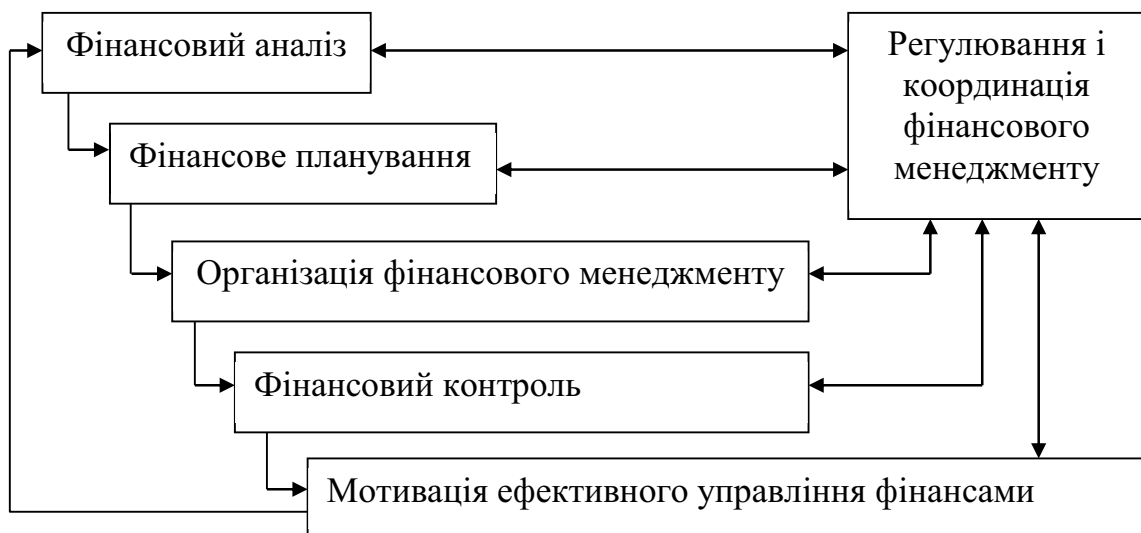 Фінансовий аналіз
Регулювання і
координація
фінансового
менеджменту
Фінансове планування
Організація фінансового менеджменту
Фінансовий контроль
Мотивація ефективного управління фінансами